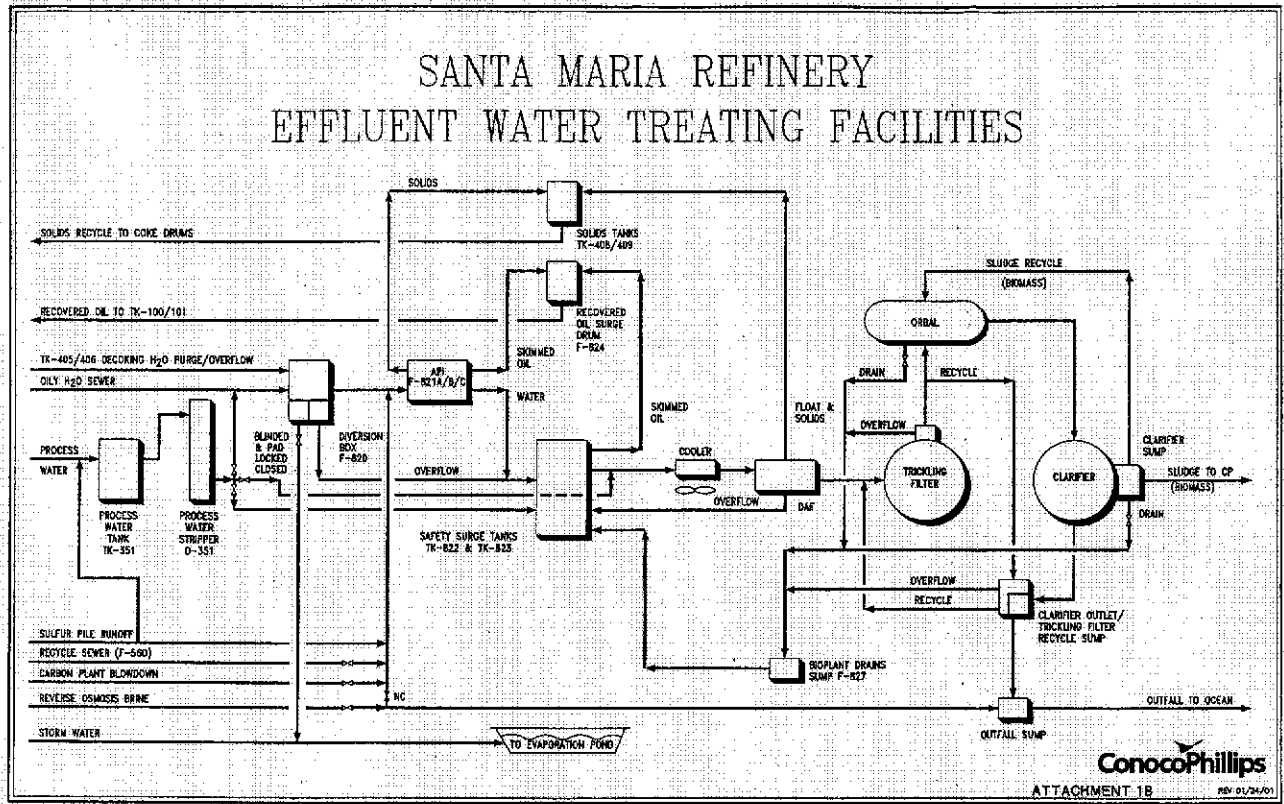 SANTA MARIA REFINERY
EFFLUENT WATER TREATING FACILITIES
SOLIDS
SOLIDS RECYCLE TO COKE DRUMS
SOLIDS TANKS
TK-408/409
SLUDGE RECYCLE
(BIOMASS)
RECOVERED OIL TO TK-100/101
RECOVERED
OIL SURGE
DRUM
F-824
ORBAL
SKIMMED
OIL
TK-405/406 DECOKING H2O PURGE/OVERFLOW
OILY H2O SEWER
API
F-821A/B/C
WATER
DRAIN
RECYCLE
SKIMMED
OIL
FLOAT &
SOLIDS
OVERFLOW
PROCESS
WATER
BLINDED
& PAD
LOCKED
CLOSED
DIVERSION
BOX
F-820
OVERFLOW
COOLER
TRICKLING
FILTER
CLARIFIER
CLARIFIER
SUMP
SLUDGE TO CP
(BIOMASS)
DRAIN
OVERFLOW
DAF
PROCESS
WATER
TANK
TK-351
PROCESS
WATER
STRIPPER
D-351
SAFETY SURGE TANKS
TK-822 & TK-823
OVERFLOW
RECYCLE
CLARIFIER OUTLET/
TRICKLING FILTER
RECYCLE SUMP
SULFUR PILE RUNOFF
RECYCLE SEWER (F-560)
CARBON PLANT BLOWDOWN
BIOPLANT DRAINS
SUMP F-827
REVERSE OSMOSIS BRINE
NC
OUTFALL TO OCEAN
STORM WATER
TO EVAPORATION POND
OUTFALL SUMP
ConocoPhillips
ATTACHMENT 1B
REV 01/24/01